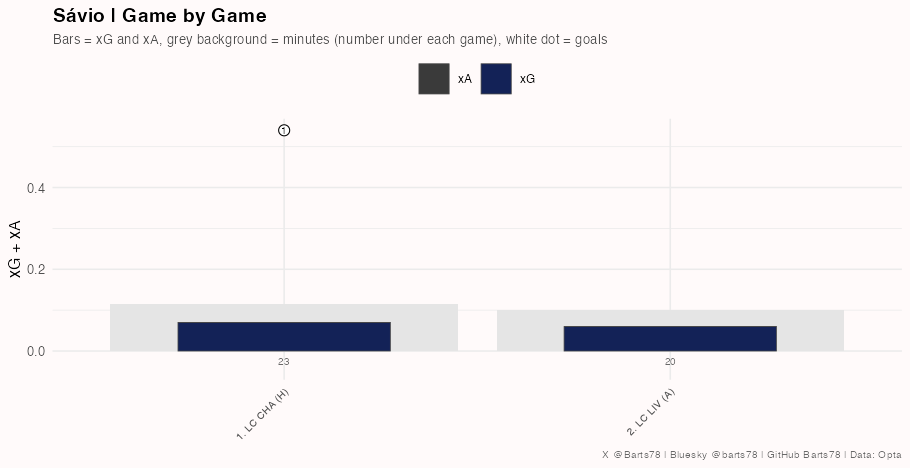 Sávio | Game by Game
Bars = xG and xA, grey background = minutes (number under each game), white dot = goals
xA xG
1
xG + xA
0.4
0.2
0.0
23 20
1. LC CHA (H) 2. LC LIV (A)
X @Barts78 | Bluesky @barts78 | GitHub Barts78 | Data: Opta